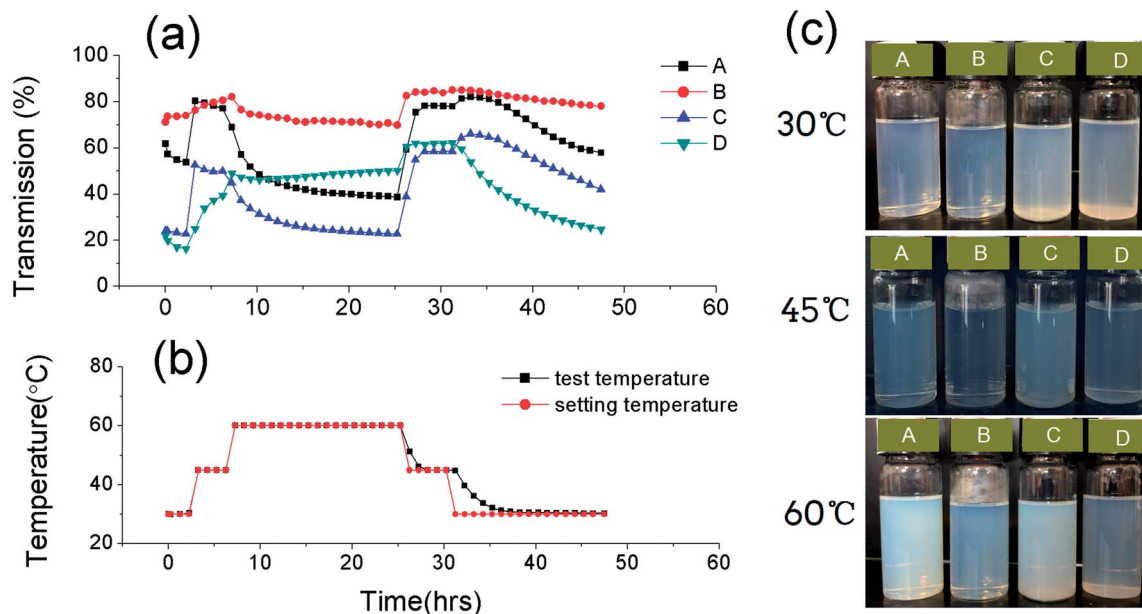 (a)
Transmission (%)
100
80
60
40
20
0
0 10 20 30 40 50 60
A
B
C
D
(b)
Temperature(°C)
80
60
40
20
0 10 20 30 40 50 60
Time(hrs)
test temperature
setting temperature
(c)
30℃
A B C D
45℃
A B C D
60℃
A B C D